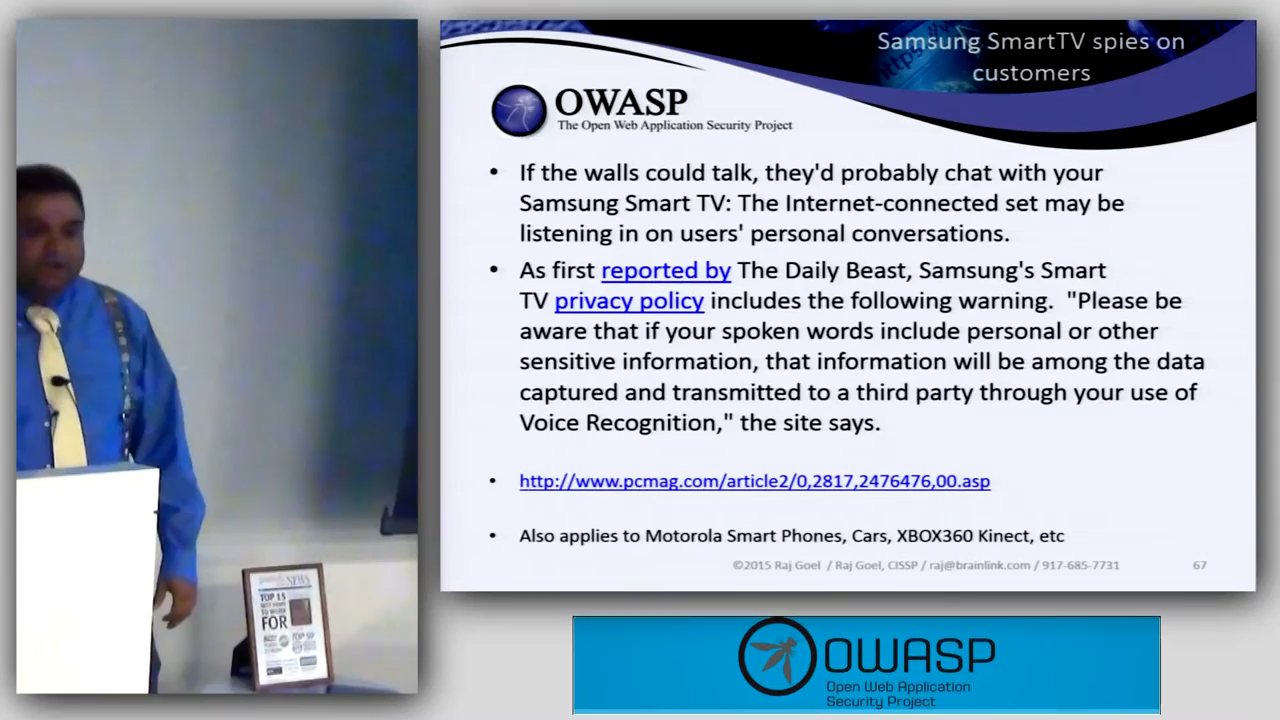 Samsung SmartTV spies on
customers
OWASP
The Open Web Application Security Project
• If the walls could talk, they'd probably chat with your
Samsung Smart TV: The Internet-connected set may be
listening in on users' personal conversations.
• As first reported by The Daily Beast, Samsung's Smart
TV privacy policy includes the following warning. "Please be
aware that if your spoken words include personal or other
sensitive information, that information will be among the data
captured and transmitted to a third party through your use of
Voice Recognition," the site says.
• http://www.pcmag.com/article2/0,2817,2476476,00.asp
• Also applies to Motorola Smart Phones, Cars, XBOX360 Kinect, etc
©2015 Raj Goel / Raj Goel, CISSP / raj@brainlink.com / 917-685-7731
67
NEWS
TOP 15
FOR
TOP 50
OWASP
Open Web Application
Security Project